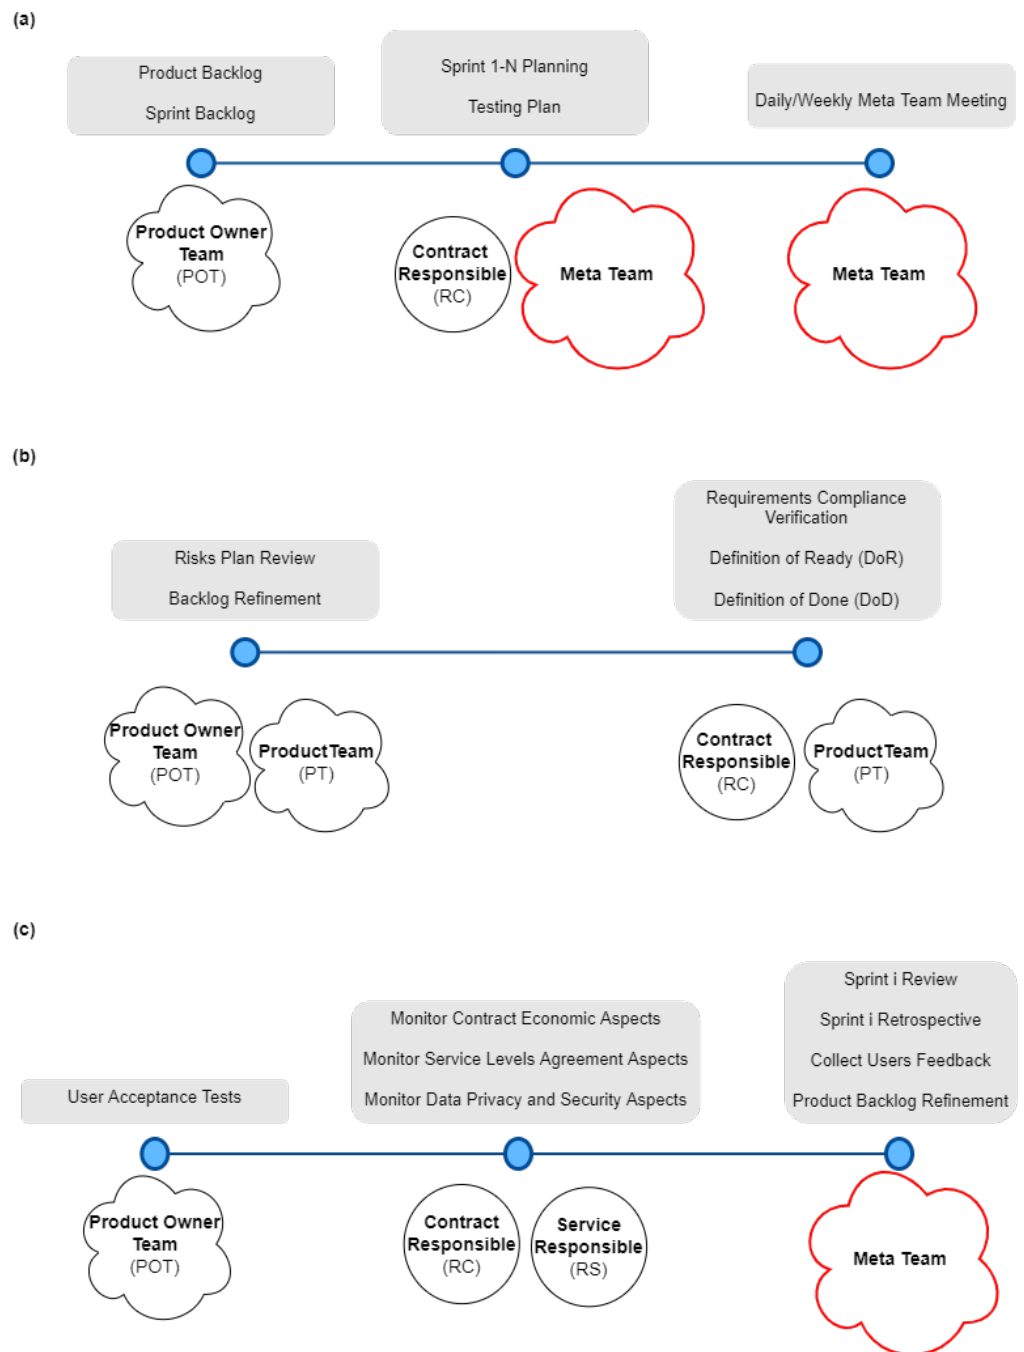 (a)
Product Backlog
Sprint Backlog
Sprint 1-N Planning
Testing Plan
Daily/Weekly Meta Team Meeting
Product Owner
Team
(POT)
Contract
Responsible
(RC)
Meta Team
Meta Team
(b)
Risks Plan Review
Backlog Refinement
Requirements Compliance
Verification
Definition of Ready (DoR)
Definition of Done (DoD)
Product Owner
Team
(POT)
ProductTeam
(PT)
Contract
Responsible
(RC)
ProductTeam
(PT)
(c)
User Acceptance Tests
Monitor Contract Economic Aspects
Monitor Service Levels Agreement Aspects
Monitor Data Privacy and Security Aspects
Sprint i Review
Sprint i Retrospective
Collect Users Feedback
Product Backlog Refinement
Product Owner
Team
(POT)
Contract
Responsible
(RC)
Service
Responsible
(RS)
Meta Team